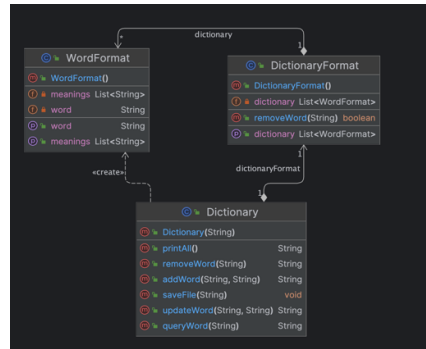 dictionary
*
1
WordFormat
WordFormat()
meanings List<String>
word String
word String
meanings List<String>
DictionaryFormat
DictionaryFormat()
dictionary List<WordFormat>
removeWord(String) boolean
dictionary List<WordFormat>
1
dictionaryFormat
«create»
1
Dictionary
Dictionary(String)
printAll() String
removeWord(String) String
addWord(String, String) String
saveFile(String) void
updateWord(String, String) String
queryWord(String) String